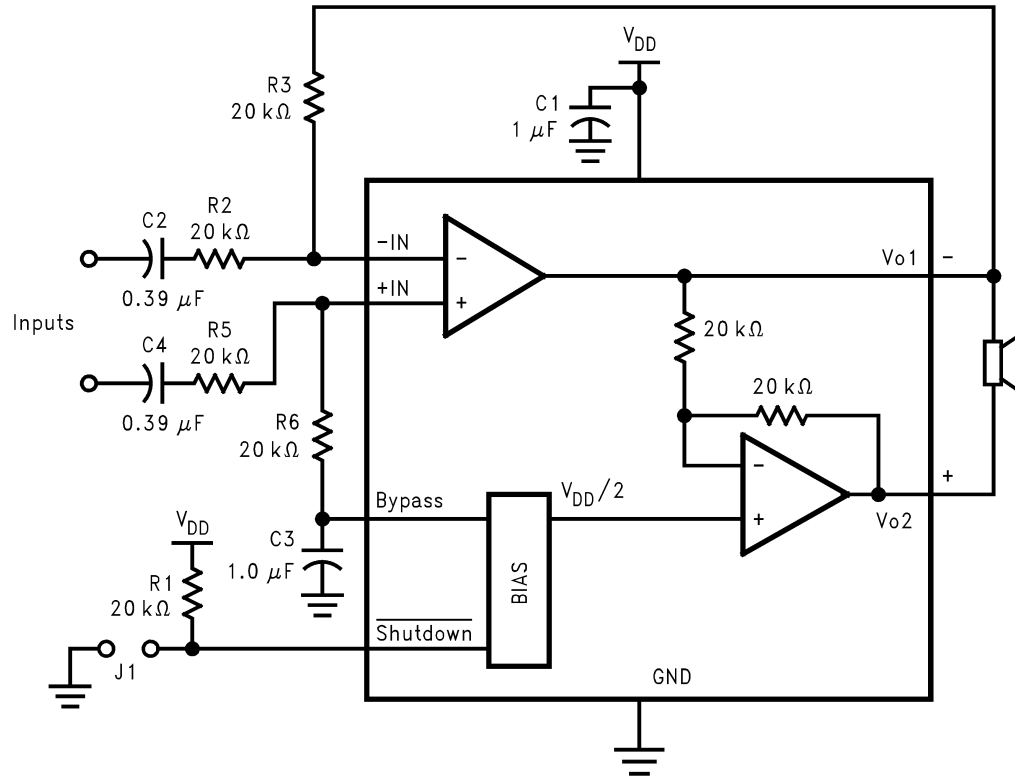 V_DD
R3
20 kΩ
C1
1 μF
C2
R2
20 kΩ
-IN
-
Vo1
-
0.39 μF
+IN
+
Inputs
C4
R5
20 kΩ
20 kΩ
0.39 μF
R6
20 kΩ
20 kΩ
-
+
Bypass
V_DD/2
+
Vo2
V_DD
C3
1.0 μF
R1
20 kΩ
BIAS
Shutdown
J1
GND